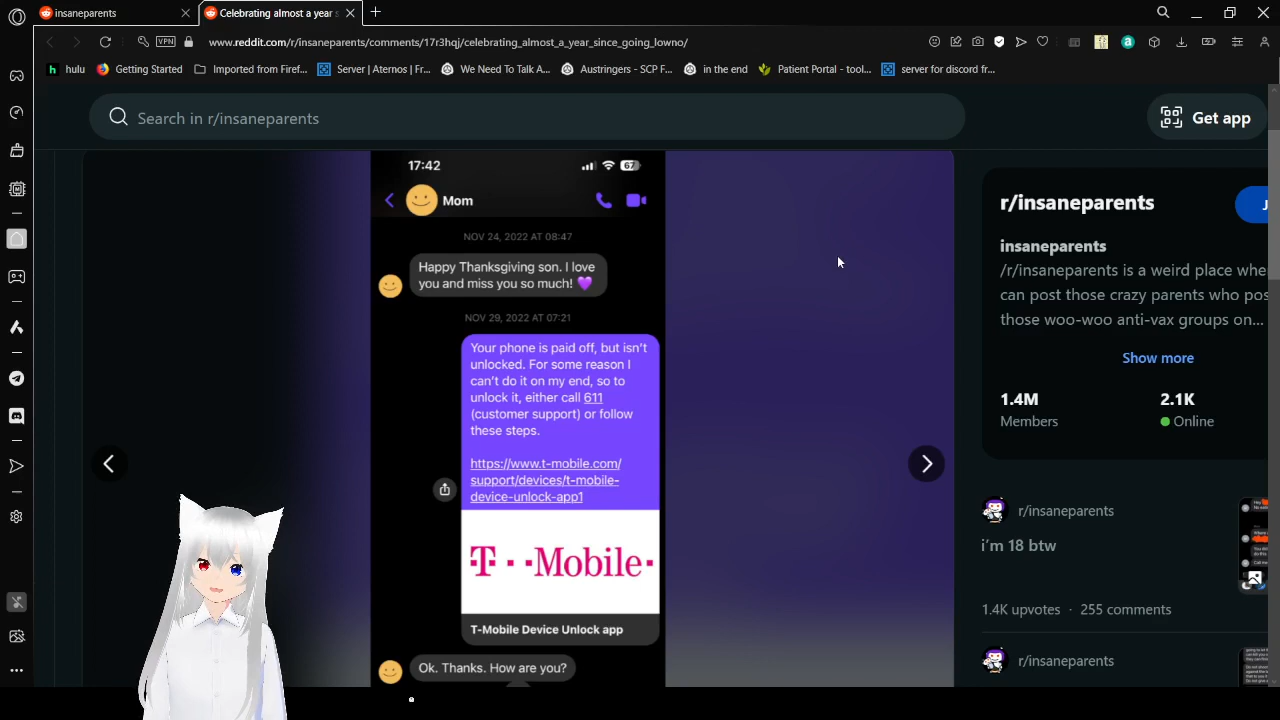 insaneparents
Celebrating almost a year s
VPN
www.reddit.com/r/insaneparents/comments/17r3hqj/celebrating_almost_a_year_since_going_lowno/
hulu
Getting Started
Imported from Firef...
Server | Aternos | Fr...
We Need To Talk A...
Austringers - SCP F...
in the end
Patient Portal - tool...
server for discord fr...
Search in r/insaneparents
Get app
17:42
67
Mom
NOV 24, 2022 AT 08:47
Happy Thanksgiving son. I love
you and miss you so much! 💜
NOV 29, 2022 AT 07:21
Your phone is paid off, but isn't
unlocked. For some reason I
can't do it on my end, so to
unlock it, either call 611
(customer support) or follow
these steps.
https://www.t-mobile.com/
support/devices/t-mobile-
device-unlock-app1
T··Mobile·
T-Mobile Device Unlock app
Ok. Thanks. How are you?
r/insaneparents
J
insaneparents
/r/insaneparents is a weird place whe
can post those crazy parents who pos
those woo-woo anti-vax groups on...
Show more
1.4M
2.1K
Members
Online
r/insaneparents
i'm 18 btw
1.4K upvotes · 255 comments
r/insaneparents